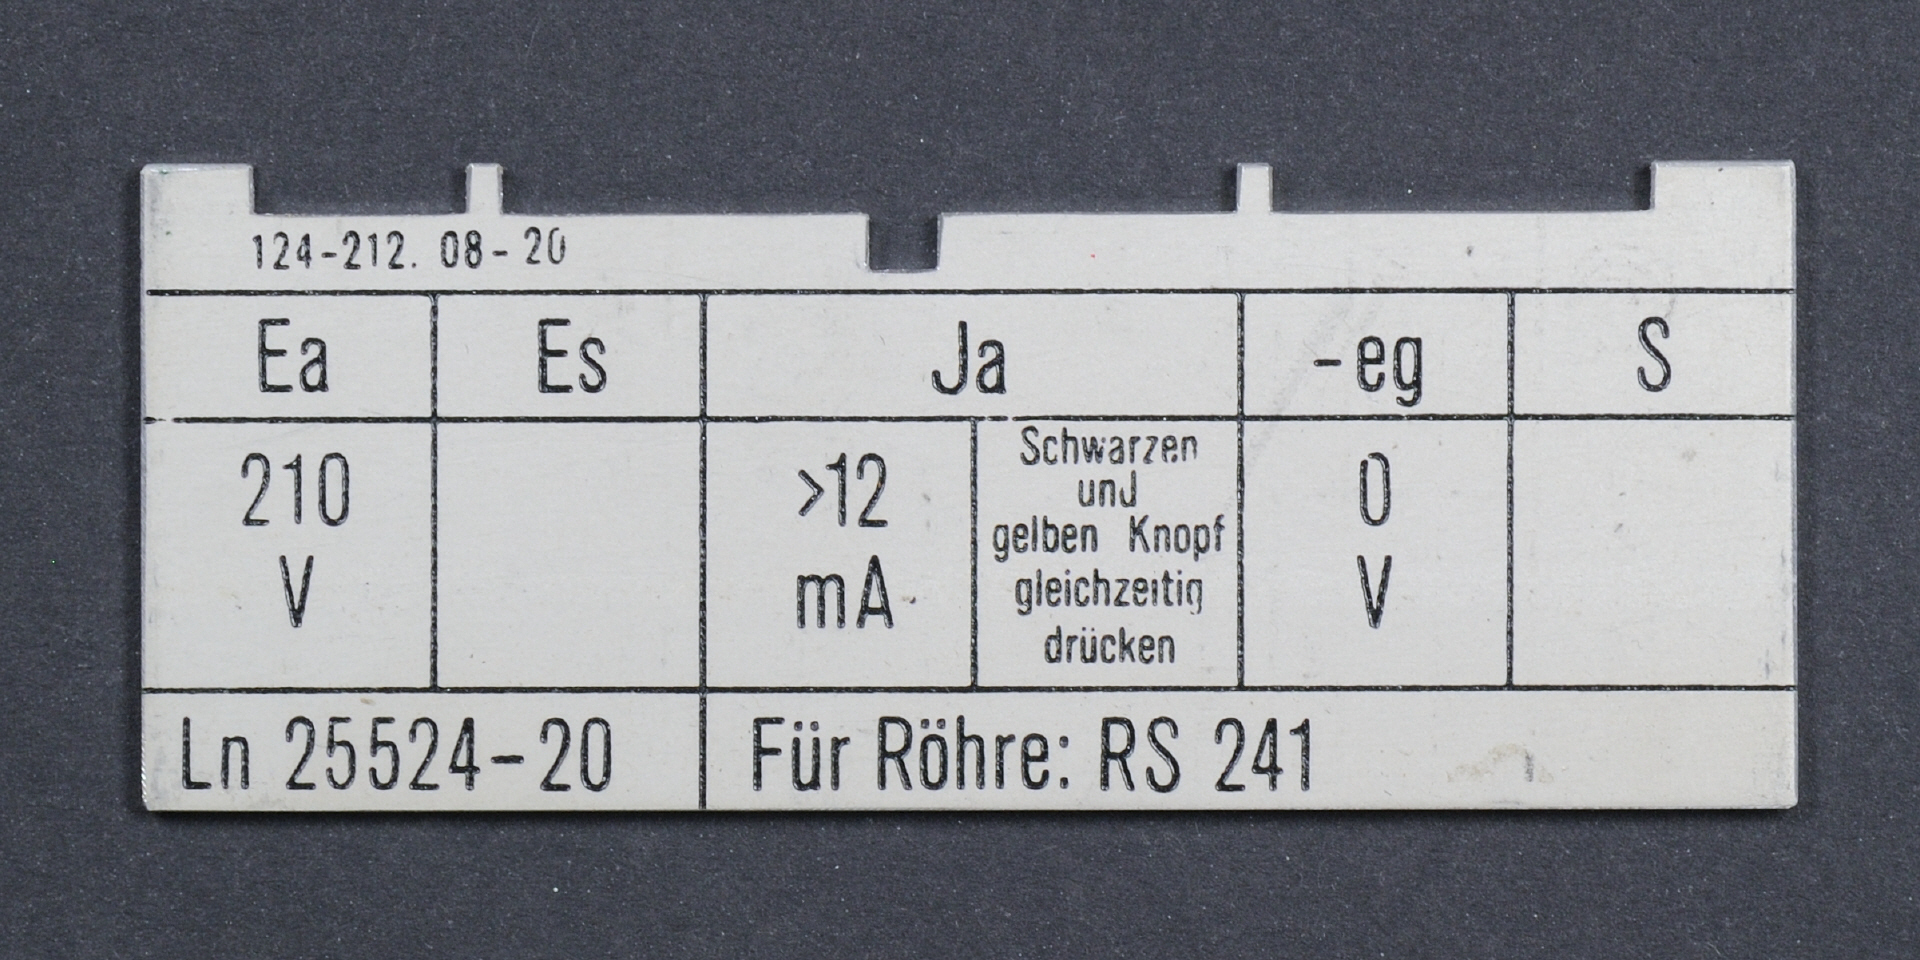 124-212. 08-20
Ea Es Ja -eg S
210 V
>12 mA
Schwarzen
und
gelben Knopf
gleichzeitig
drücken
0 V
Ln 25524-20
Für Röhre: RS 241